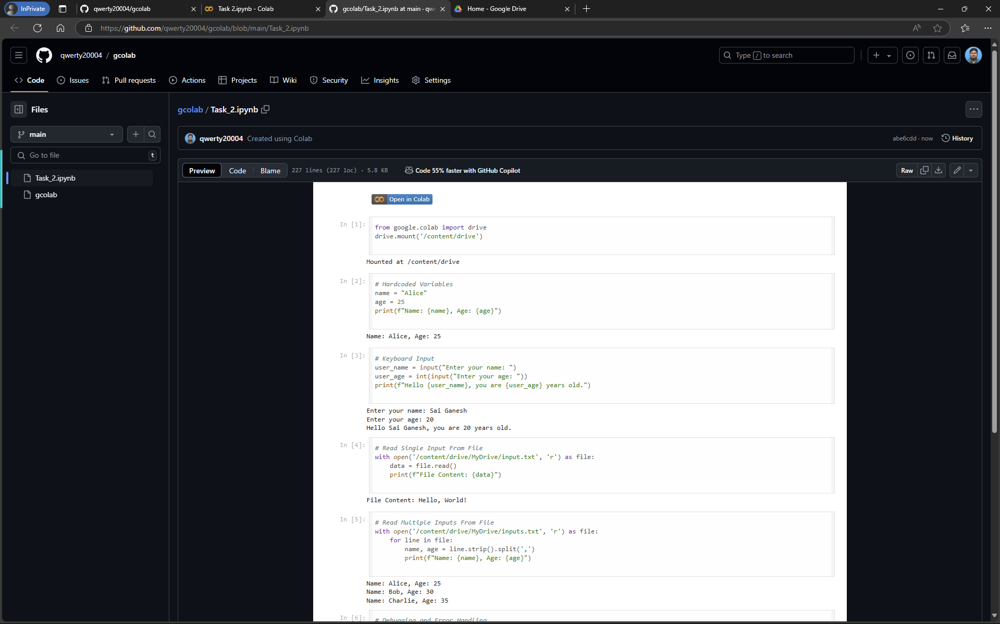 InPrivate
qwerty20004/gcolab
Task 2.ipynb - Colab
gcolab/Task_2.ipynb at main · qw
Home - Google Drive
https://github.com/qwerty20004/gcolab/blob/main/Task_2.ipynb
qwerty20004 / gcolab
Type / to search
Code
Issues
Pull requests
Actions
Projects
Wiki
Security
Insights
Settings
Files
main
Go to file
t
Task_2.ipynb
gcolab
gcolab / Task_2.ipynb
qwerty20004 Created using Colab
abe6cdd · now
History
Preview
Code
Blame
227 lines (227 loc) · 5.8 KB
Code 55% faster with GitHub Copilot
Raw
Open in Colab
In [1]:
from google.colab import drive
drive.mount('/content/drive')
Mounted at /content/drive
In [2]:
# Hardcoded Variables
name = "Alice"
age = 25
print(f"Name: {name}, Age: {age}")
Name: Alice, Age: 25
In [3]:
# Keyboard Input
user_name = input("Enter your name: ")
user_age = int(input("Enter your age: "))
print(f"Hello {user_name}, you are {user_age} years old.")
Enter your name: Sai Ganesh
Enter your age: 20
Hello Sai Ganesh, you are 20 years old.
In [4]:
# Read Single Input From File
with open('/content/drive/MyDrive/input.txt', 'r') as file:
    data = file.read()
    print(f"File Content: {data}")
File Content: Hello, World!
In [5]:
# Read Multiple Inputs From File
with open('/content/drive/MyDrive/inputs.txt', 'r') as file:
    for line in file:
        name, age = line.strip().split(',')
        print(f"Name: {name}, Age: {age}")
Name: Alice, Age: 25
Name: Bob, Age: 30
Name: Charlie, Age: 35
In [6]:
# Debugging and Error Handling